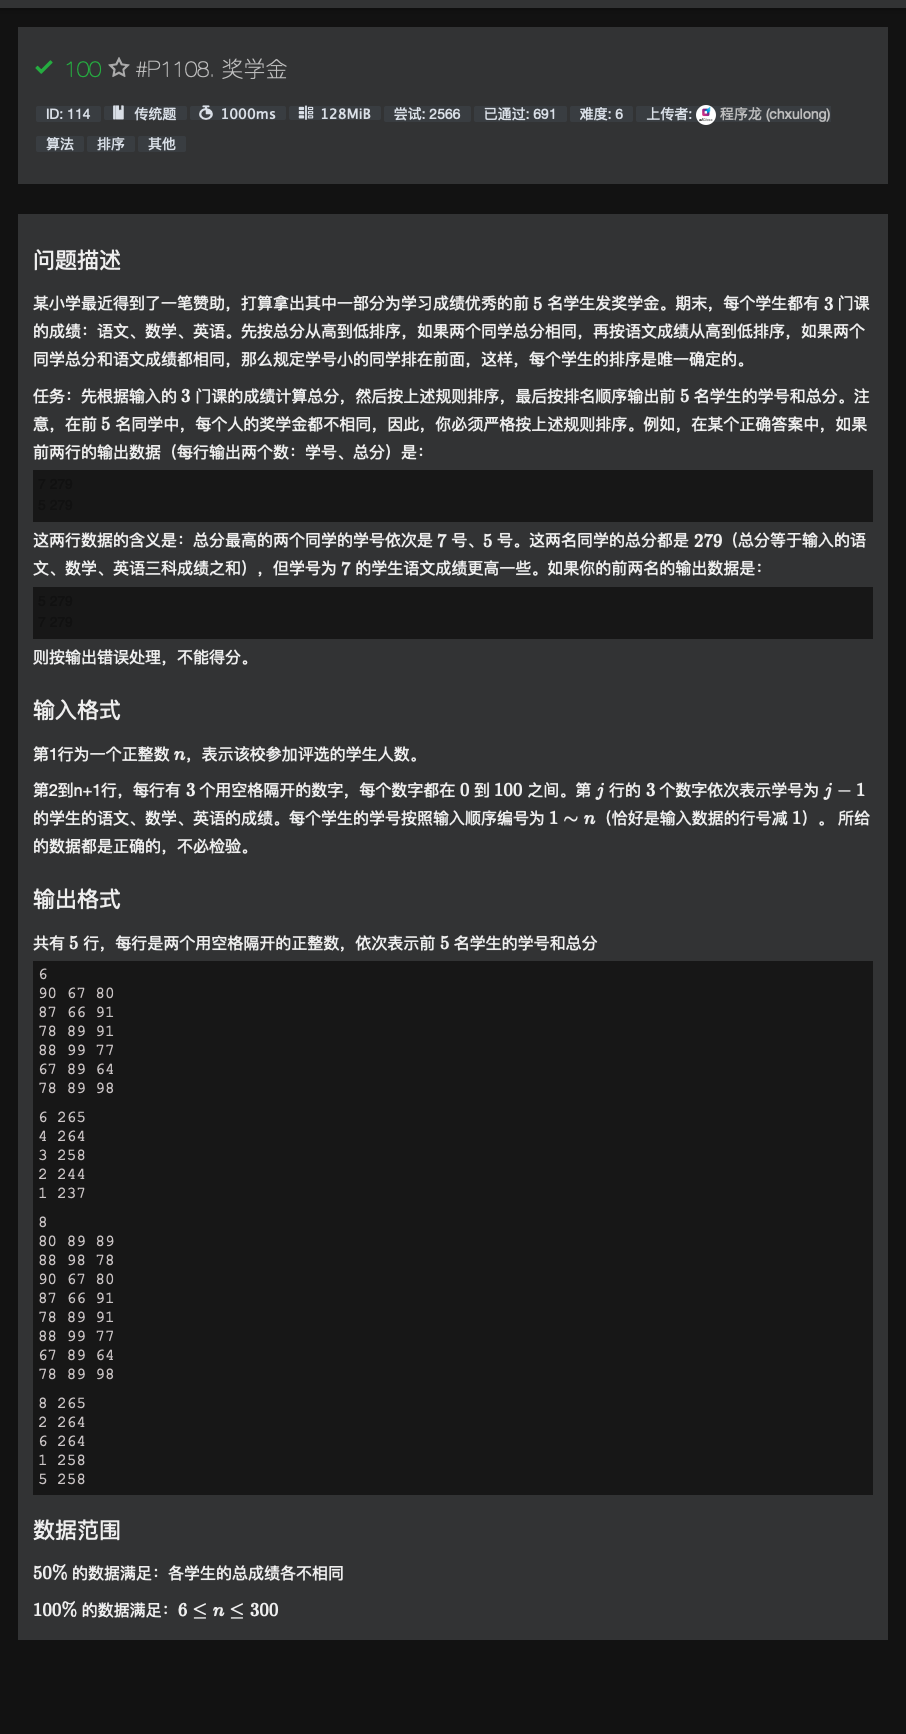 100 #P1108. 奖学金
ID: 114 传统题 1000ms 128MiB 尝试: 2566 已通过: 691 难度: 6 上传者: 程序龙 (chxulong)
算法 排序 其他
问题描述
某小学最近得到了一笔赞助，打算拿出其中一部分为学习成绩优秀的前 5 名学生发奖学金。期末，每个学生都有 3 门课
的成绩：语文、数学、英语。先按总分从高到低排序，如果两个同学总分相同，再按语文成绩从高到低排序，如果两个
同学总分和语文成绩都相同，那么规定学号小的同学排在前面，这样，每个学生的排序是唯一确定的。
任务：先根据输入的 3 门课的成绩计算总分，然后按上述规则排序，最后按排名顺序输出前 5 名学生的学号和总分。注
意，在前 5 名同学中，每个人的奖学金都不相同，因此，你必须严格按上述规则排序。例如，在某个正确答案中，如果
前两行的输出数据（每行输出两个数：学号、总分）是：
7 279
5 279
这两行数据的含义是：总分最高的两个同学的学号依次是 7 号、5 号。这两名同学的总分都是 279（总分等于输入的语
文、数学、英语三科成绩之和），但学号为 7 的学生语文成绩更高一些。如果你的前两名的输出数据是：
5 279
7 279
则按输出错误处理，不能得分。
输入格式
第1行为一个正整数 n，表示该校参加评选的学生人数。
第2到n+1行，每行有 3 个用空格隔开的数字，每个数字都在 0 到 100 之间。第 j 行的 3 个数字依次表示学号为 j − 1
的学生的语文、数学、英语的成绩。每个学生的学号按照输入顺序编号为 1 ∼ n（恰好是输入数据的行号减 1）。 所给
的数据都是正确的，不必检验。
输出格式
共有 5 行，每行是两个用空格隔开的正整数，依次表示前 5 名学生的学号和总分
6
90 67 80
87 66 91
78 89 91
88 99 77
67 89 64
78 89 98
6 265
4 264
3 258
2 244
1 237
8
80 89 89
88 98 78
90 67 80
87 66 91
78 89 91
88 99 77
67 89 64
78 89 98
8 265
2 264
6 264
1 258
5 258
数据范围
50% 的数据满足：各学生的总成绩各不相同
100% 的数据满足：6 ≤ n ≤ 300